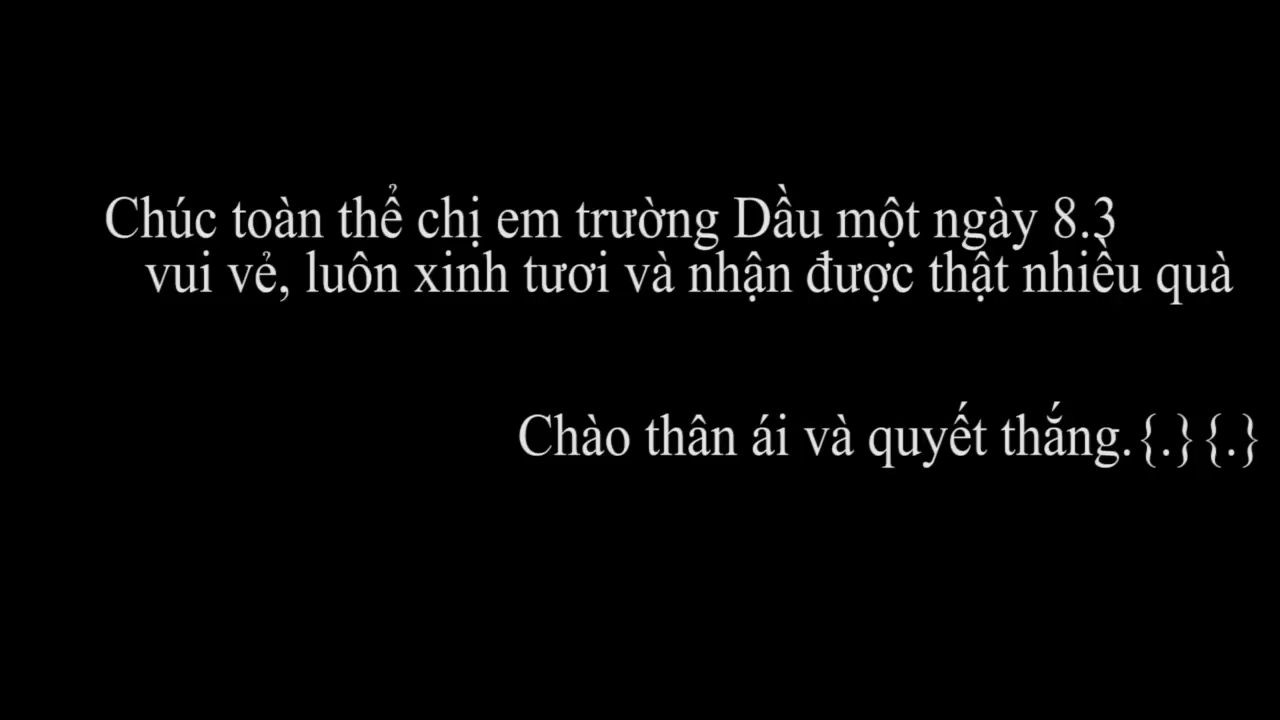 Chúc toàn thể chị em trường Dầu một ngày 8.3
vui vẻ, luôn xinh tươi và nhận được thật nhiều quà
Chào thân ái và quyết thắng.{.}{.}